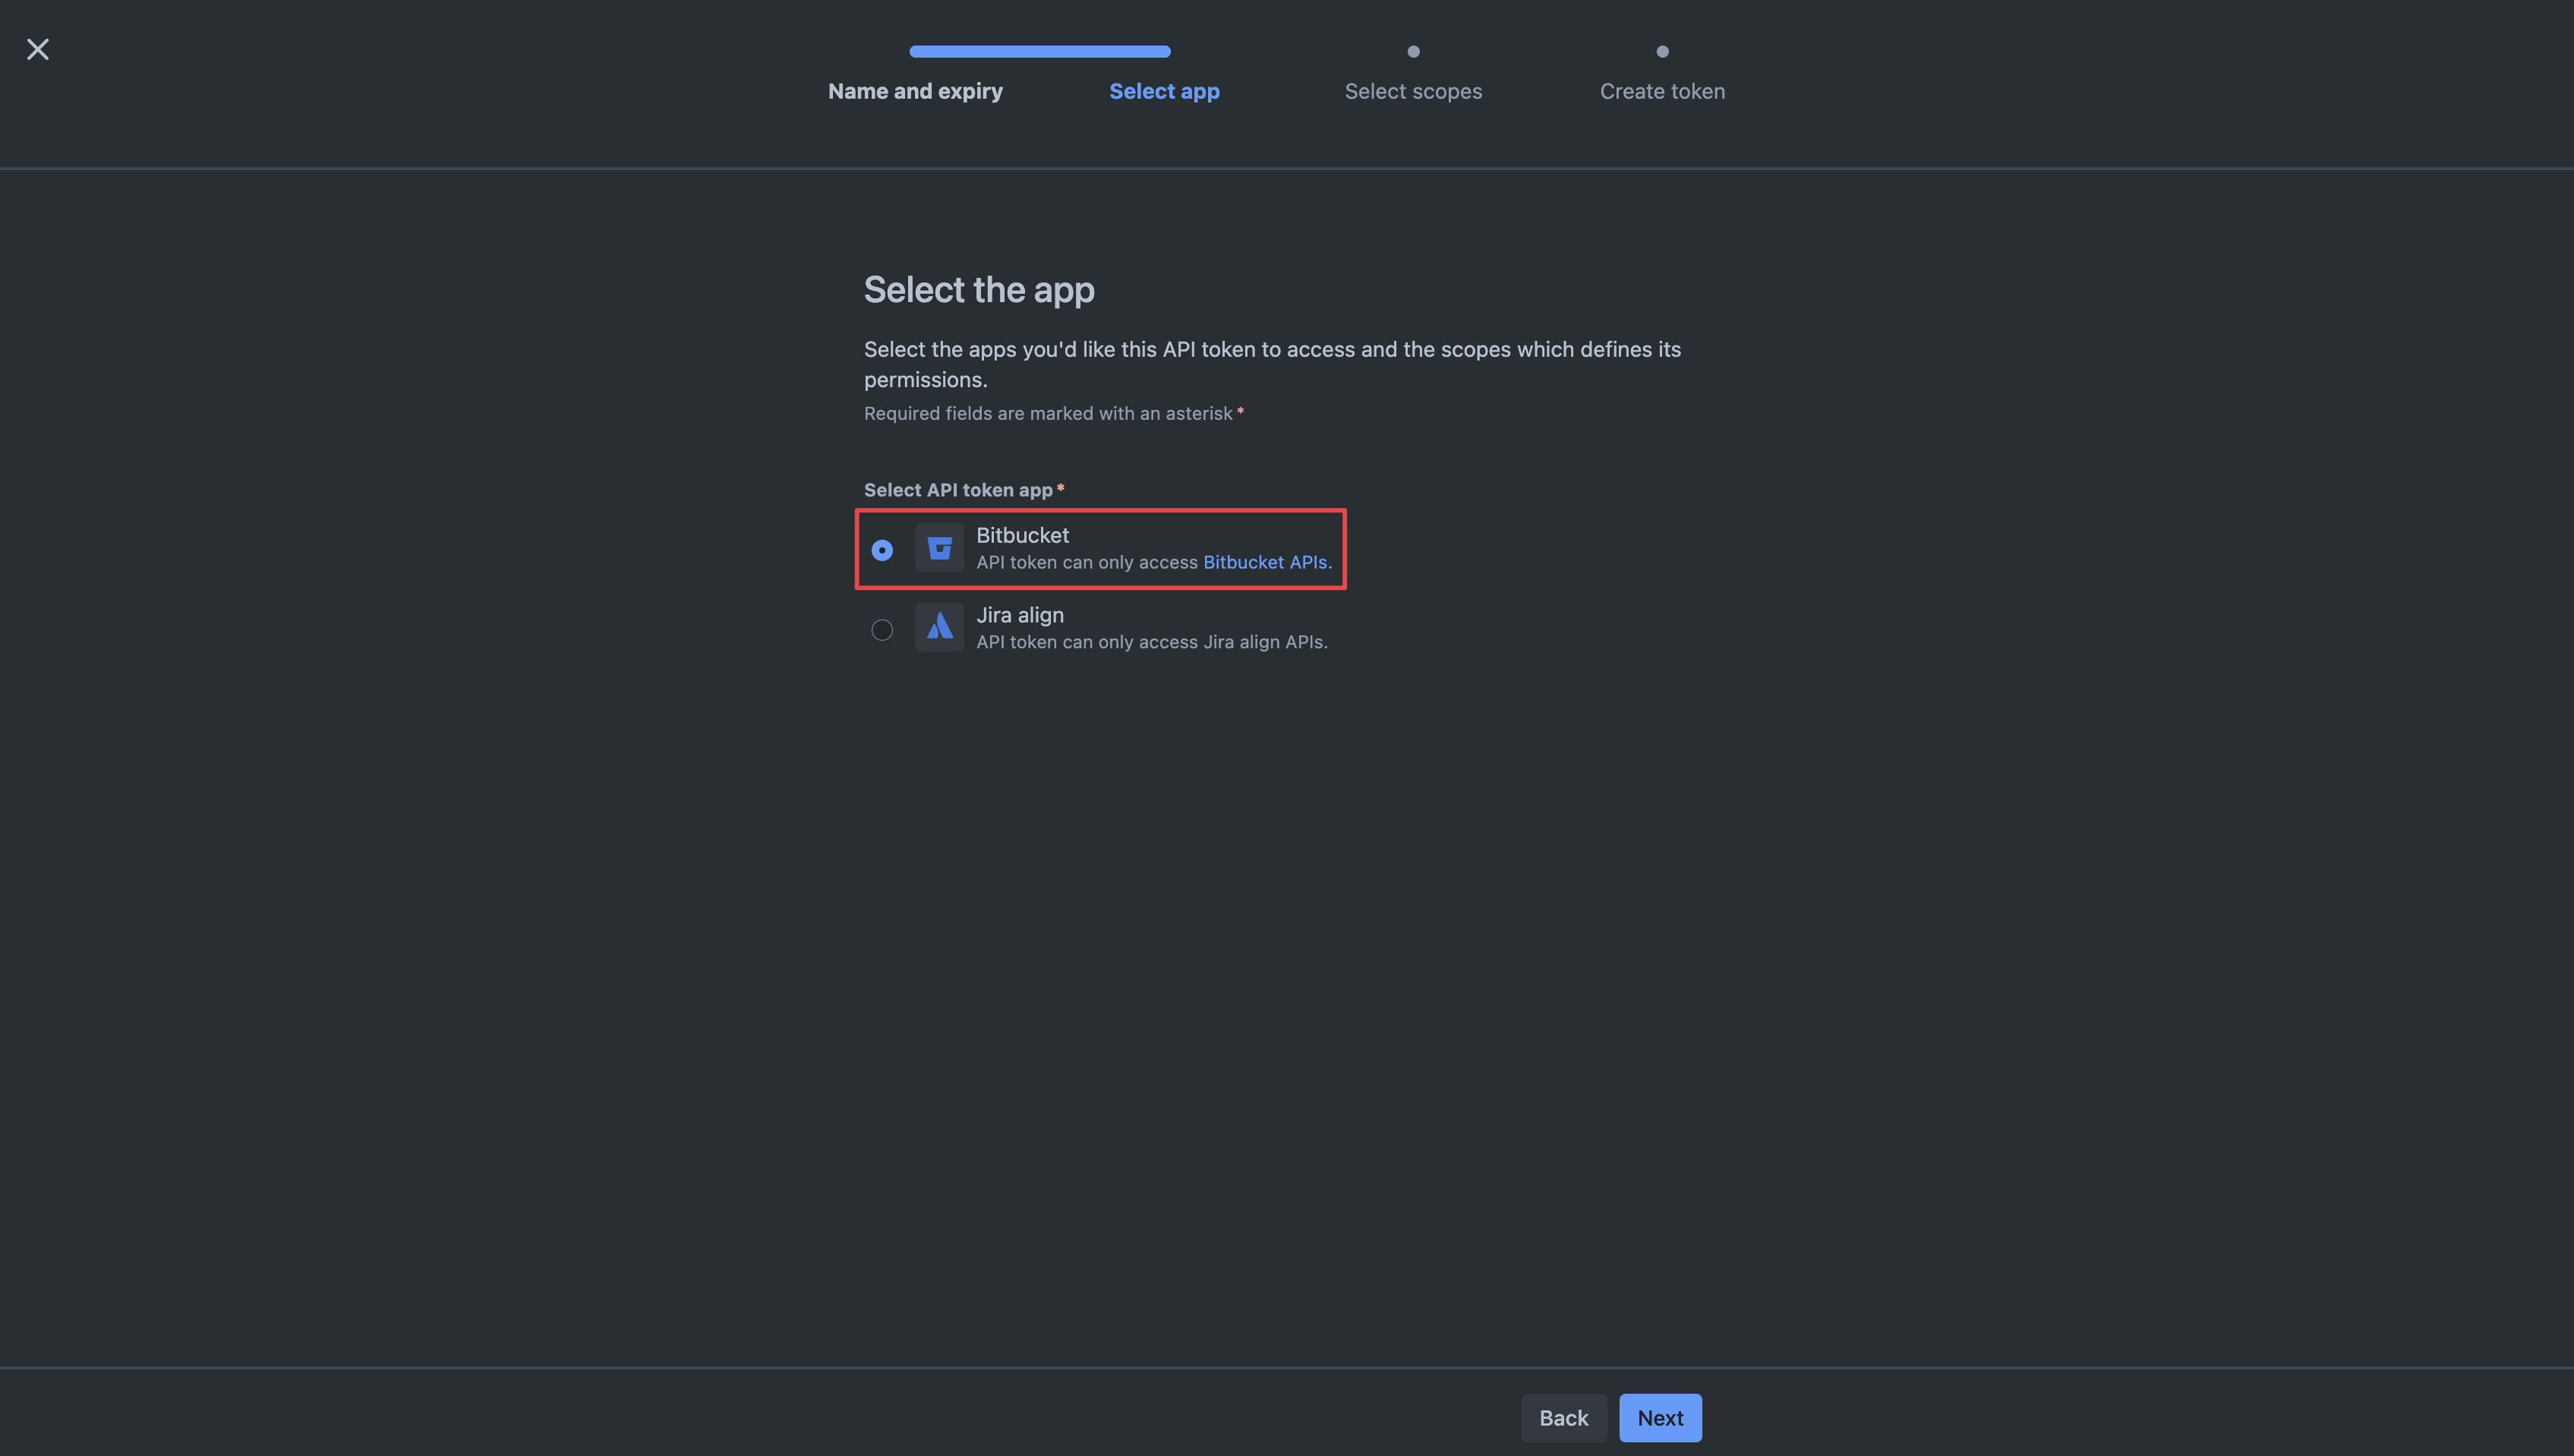 Name and expiry
Select app
Select scopes
Create token
Select the app
Select the apps you'd like this API token to access and the scopes which defines its
permissions.
Required fields are marked with an asterisk *
Select API token app *
Bitbucket
API token can only access Bitbucket APIs.
Jira align
API token can only access Jira align APIs.
Back
Next